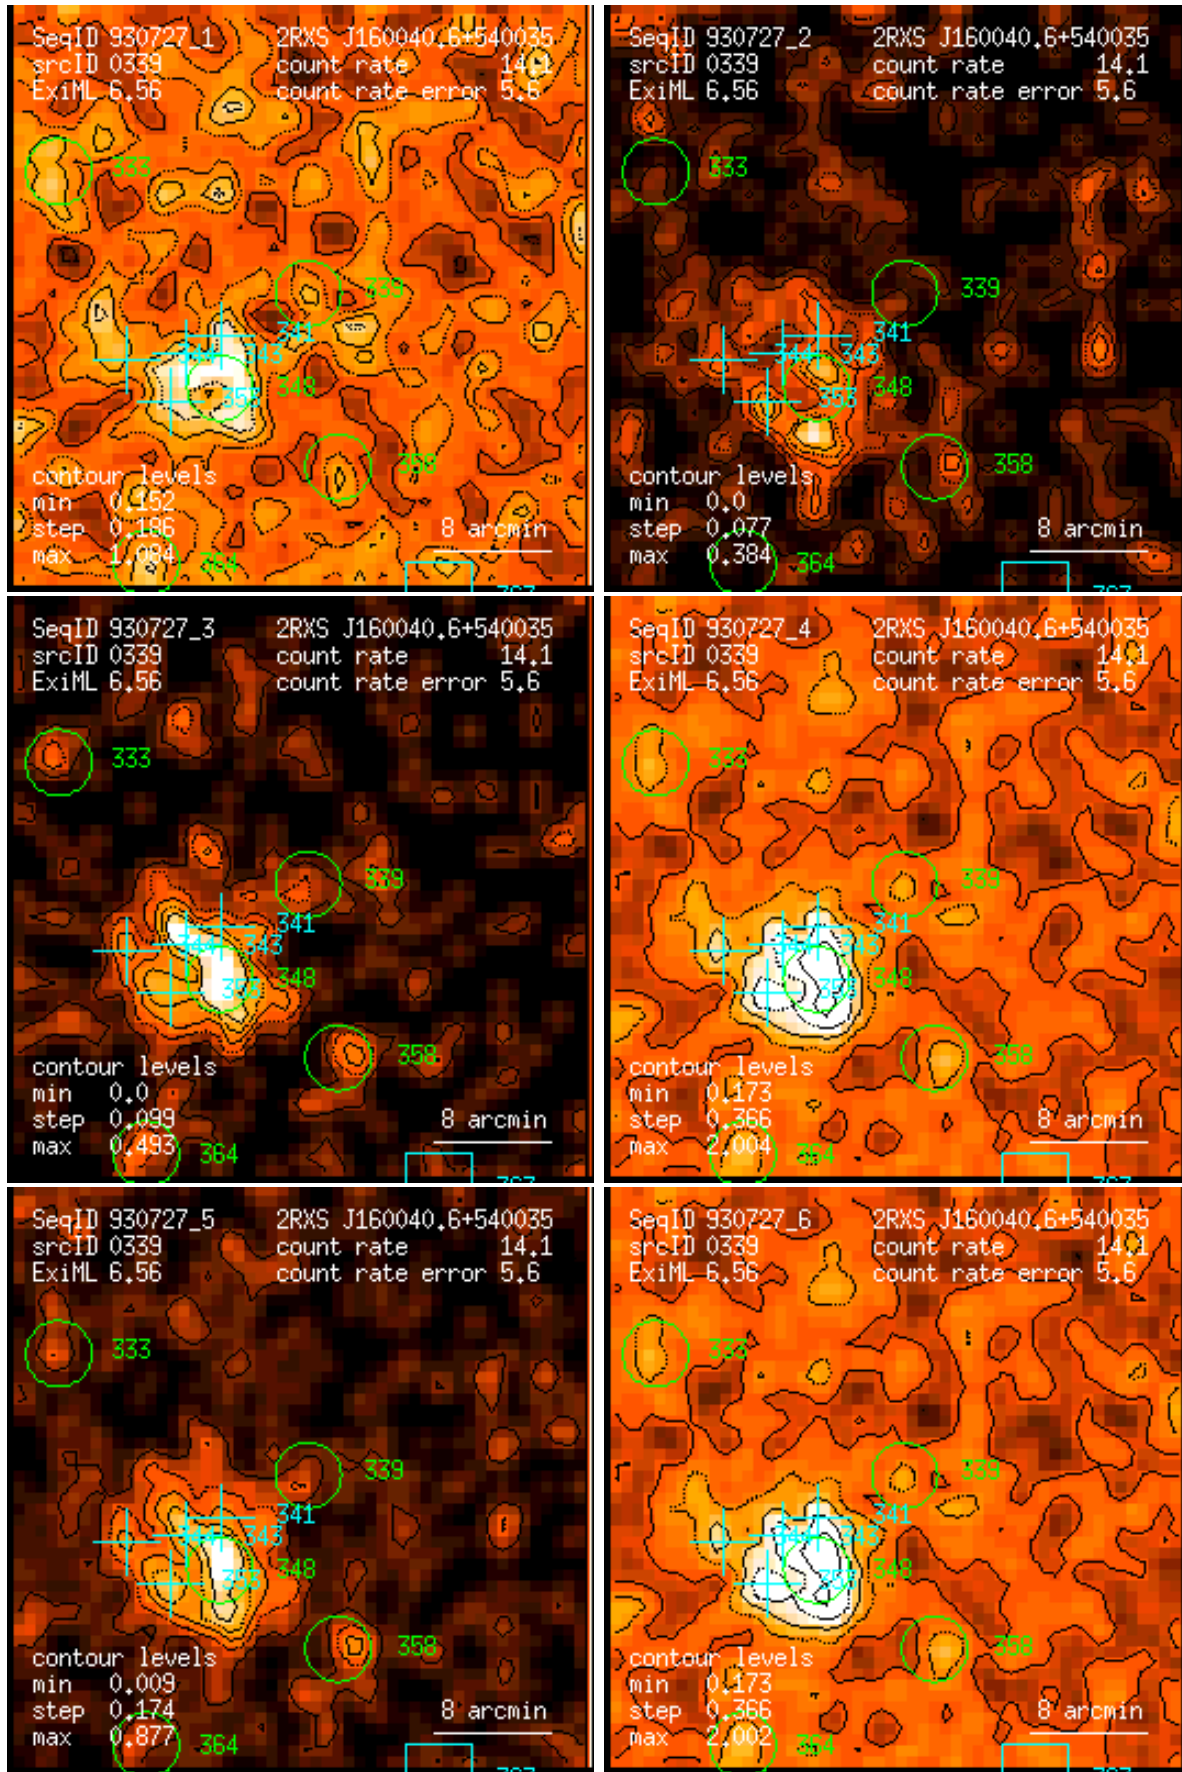 SeqID 930727_1 2RXS J160040.6+540035
srcID 0339 count rate 14.1
ExiML 6.56 count rate error 5.6
333
339
341
344 343
348
353
358
contour levels
min 0.152
step 0.186
max 1.084
8 arcmin
364
SeqID 930727_2 2RXS J160040.6+540035
srcID 0339 count rate 14.1
ExiML 6.56 count rate error 5.6
333
339
341
344 343
348
353
358
contour levels
min 0.0
step 0.077
max 0.384
8 arcmin
364
SeqID 930727_3 2RXS J160040.6+540035
srcID 0339 count rate 14.1
ExiML 6.56 count rate error 5.6
333
339
341
344 343
348
353
358
contour levels
min 0.0
step 0.099
max 0.493
8 arcmin
364
SeqID 930727_4 2RXS J160040.6+540035
srcID 0339 count rate 14.1
ExiML 6.56 count rate error 5.6
333
339
341
344 343
348
353
358
contour levels
min 0.173
step 0.366
max 2.004
8 arcmin
364
SeqID 930727_5 2RXS J160040.6+540035
srcID 0339 count rate 14.1
ExiML 6.56 count rate error 5.6
333
339
341
344 343
348
353
358
contour levels
min 0.009
step 0.174
max 0.877
8 arcmin
364
SeqID 930727_6 2RXS J160040.6+540035
srcID 0339 count rate 14.1
ExiML 6.56 count rate error 5.6
333
339
341
344 343
348
353
358
contour levels
min 0.173
step 0.366
max 2.002
8 arcmin
364